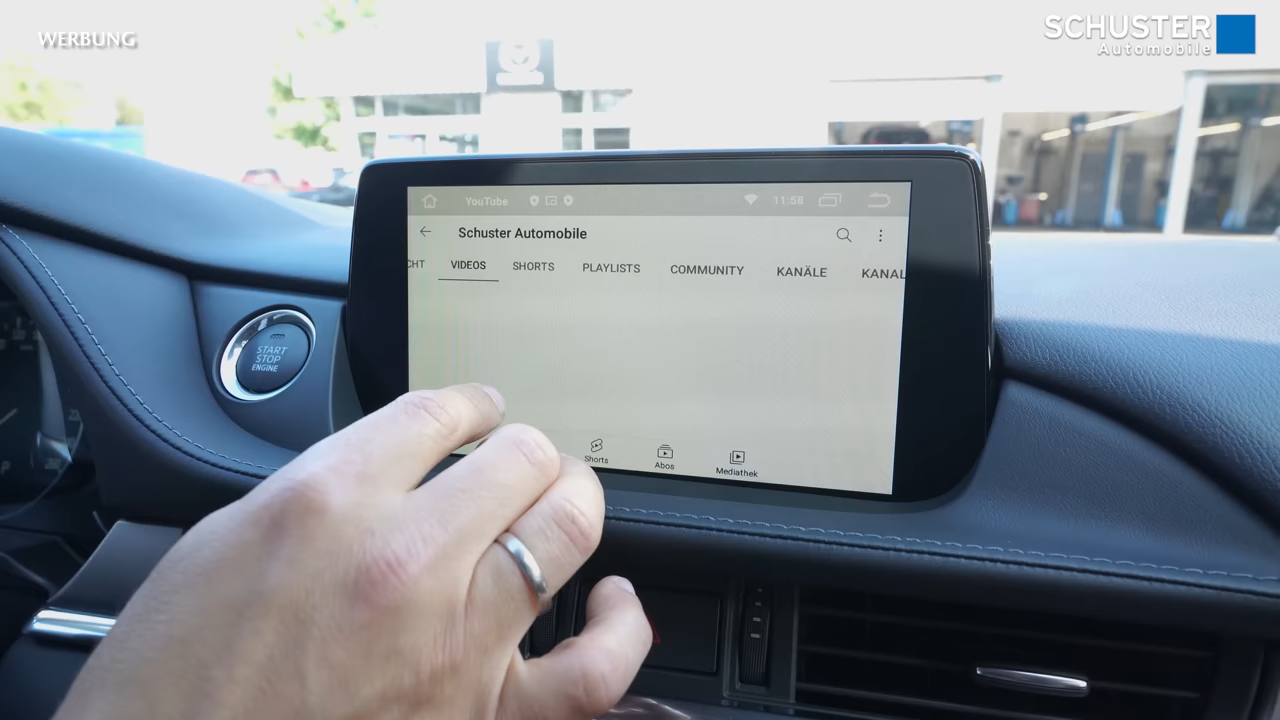 WERBUNG
SCHUSTER
Automobile
YouTube
11:58
Schuster Automobile
CHT VIDEOS SHORTS PLAYLISTS COMMUNITY KANÄLE KANAL
START
STOP
ENGINE
Shorts
Abos
Mediathek
P